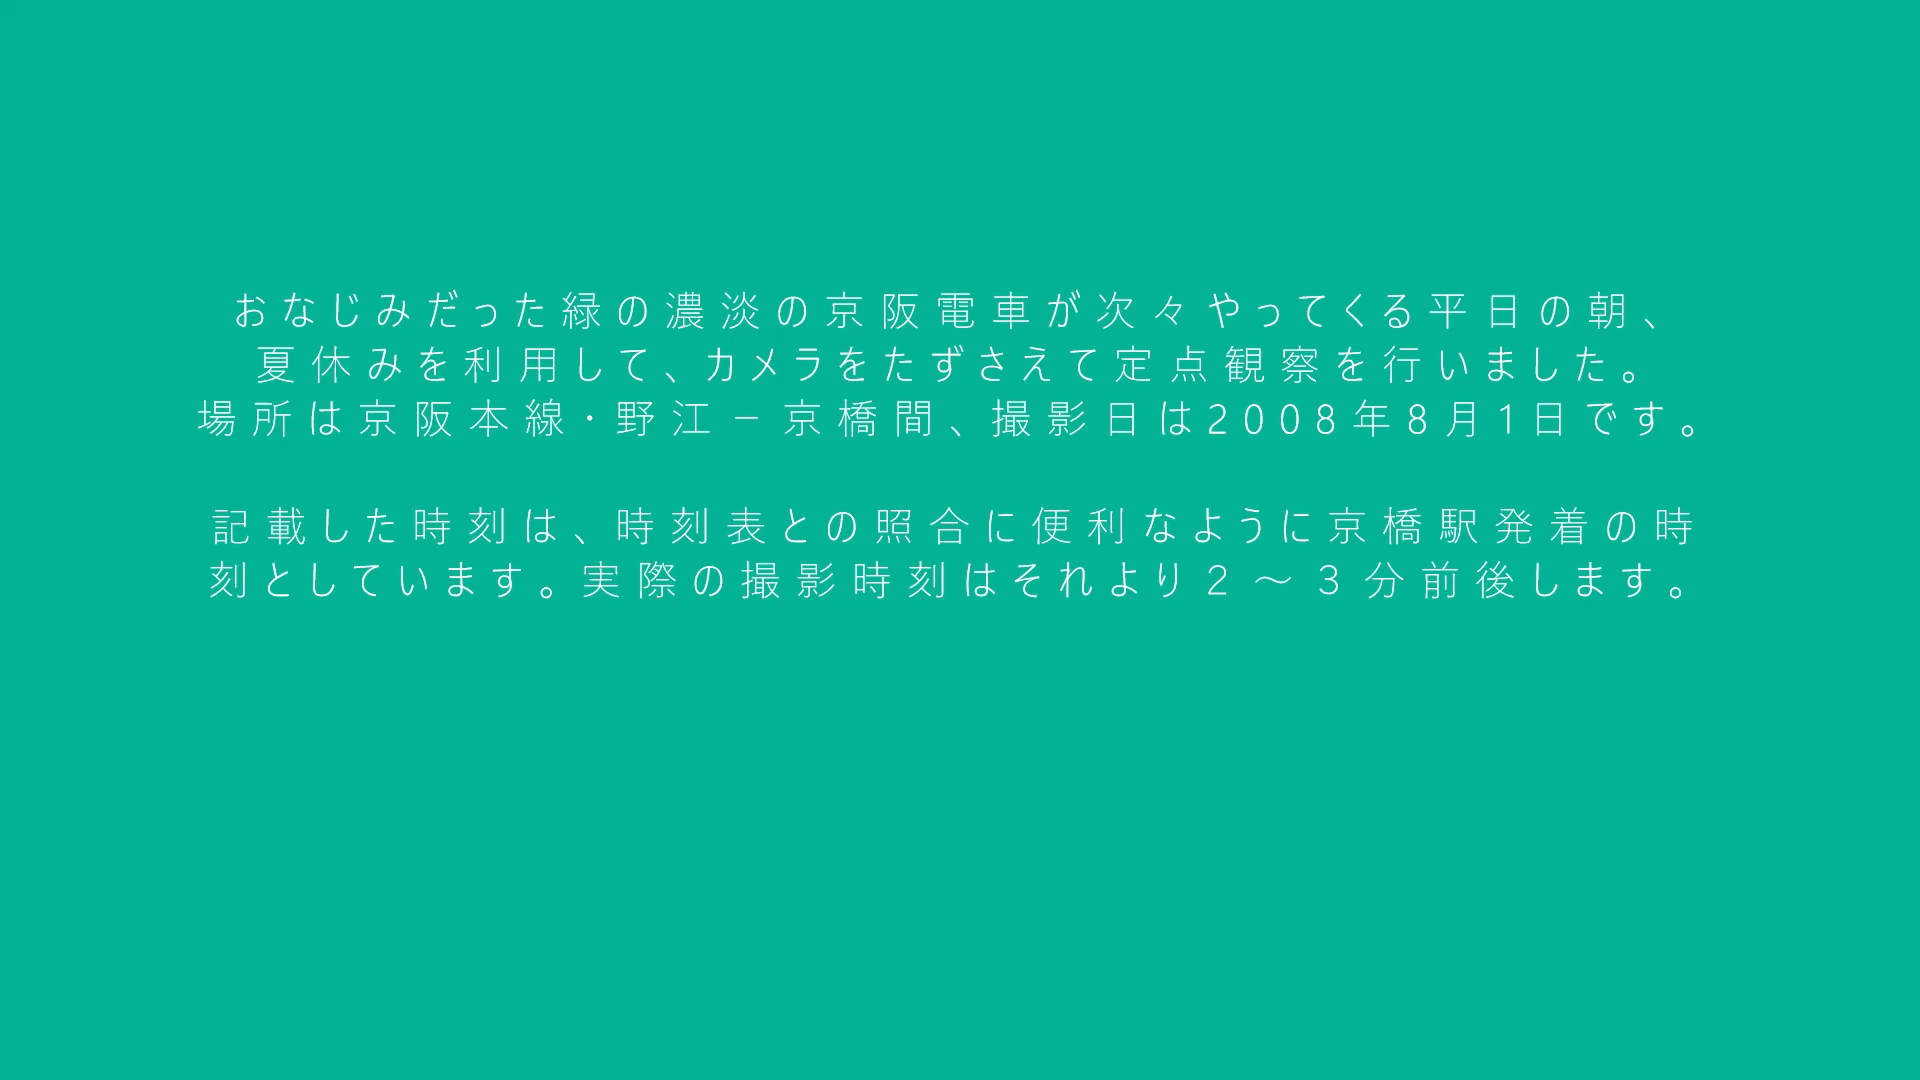 おなじみだった緑の濃淡の京阪電車が次々やってくる平日の朝、
夏休みを利用して、カメラをたずさえて定点観察を行いました。
場所は京阪本線・野江－京橋間、撮影日は2008年8月1日です。
記載した時刻は、時刻表との照合に便利なように京橋駅発着の時
刻としています。実際の撮影時刻はそれより２～３分前後します。